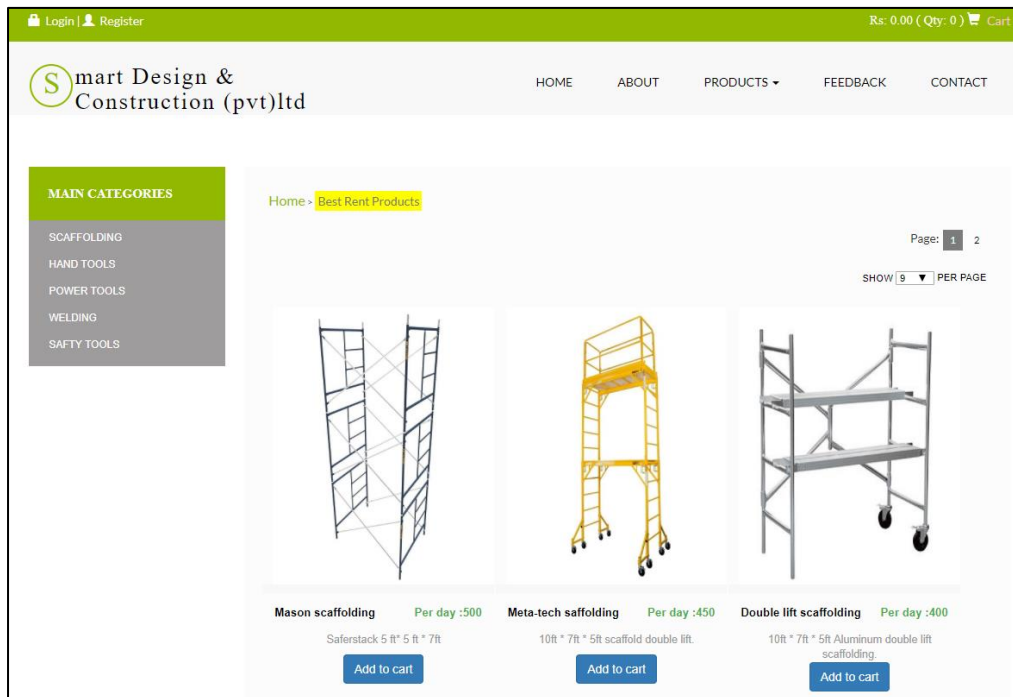 Login | Register
Rs: 0.00 ( Qty: 0 ) Cart
Smart Design &
Construction (pvt)ltd
HOME ABOUT PRODUCTS FEEDBACK CONTACT
MAIN CATEGORIES
SCAFFOLDING
HAND TOOLS
POWER TOOLS
WELDING
SAFTY TOOLS
Home > Best Rent Products
Page: 1 2
SHOW 9 PER PAGE
Mason scaffolding Per day :500
Saferstack 5 ft* 5 ft * 7ft
Add to cart
Meta-tech saffolding Per day :450
10ft * 7ft * 5ft scaffold double lift.
Add to cart
Double lift scaffolding Per day :400
10ft * 7ft * 5ft Aluminum double lift
scaffolding.
Add to cart